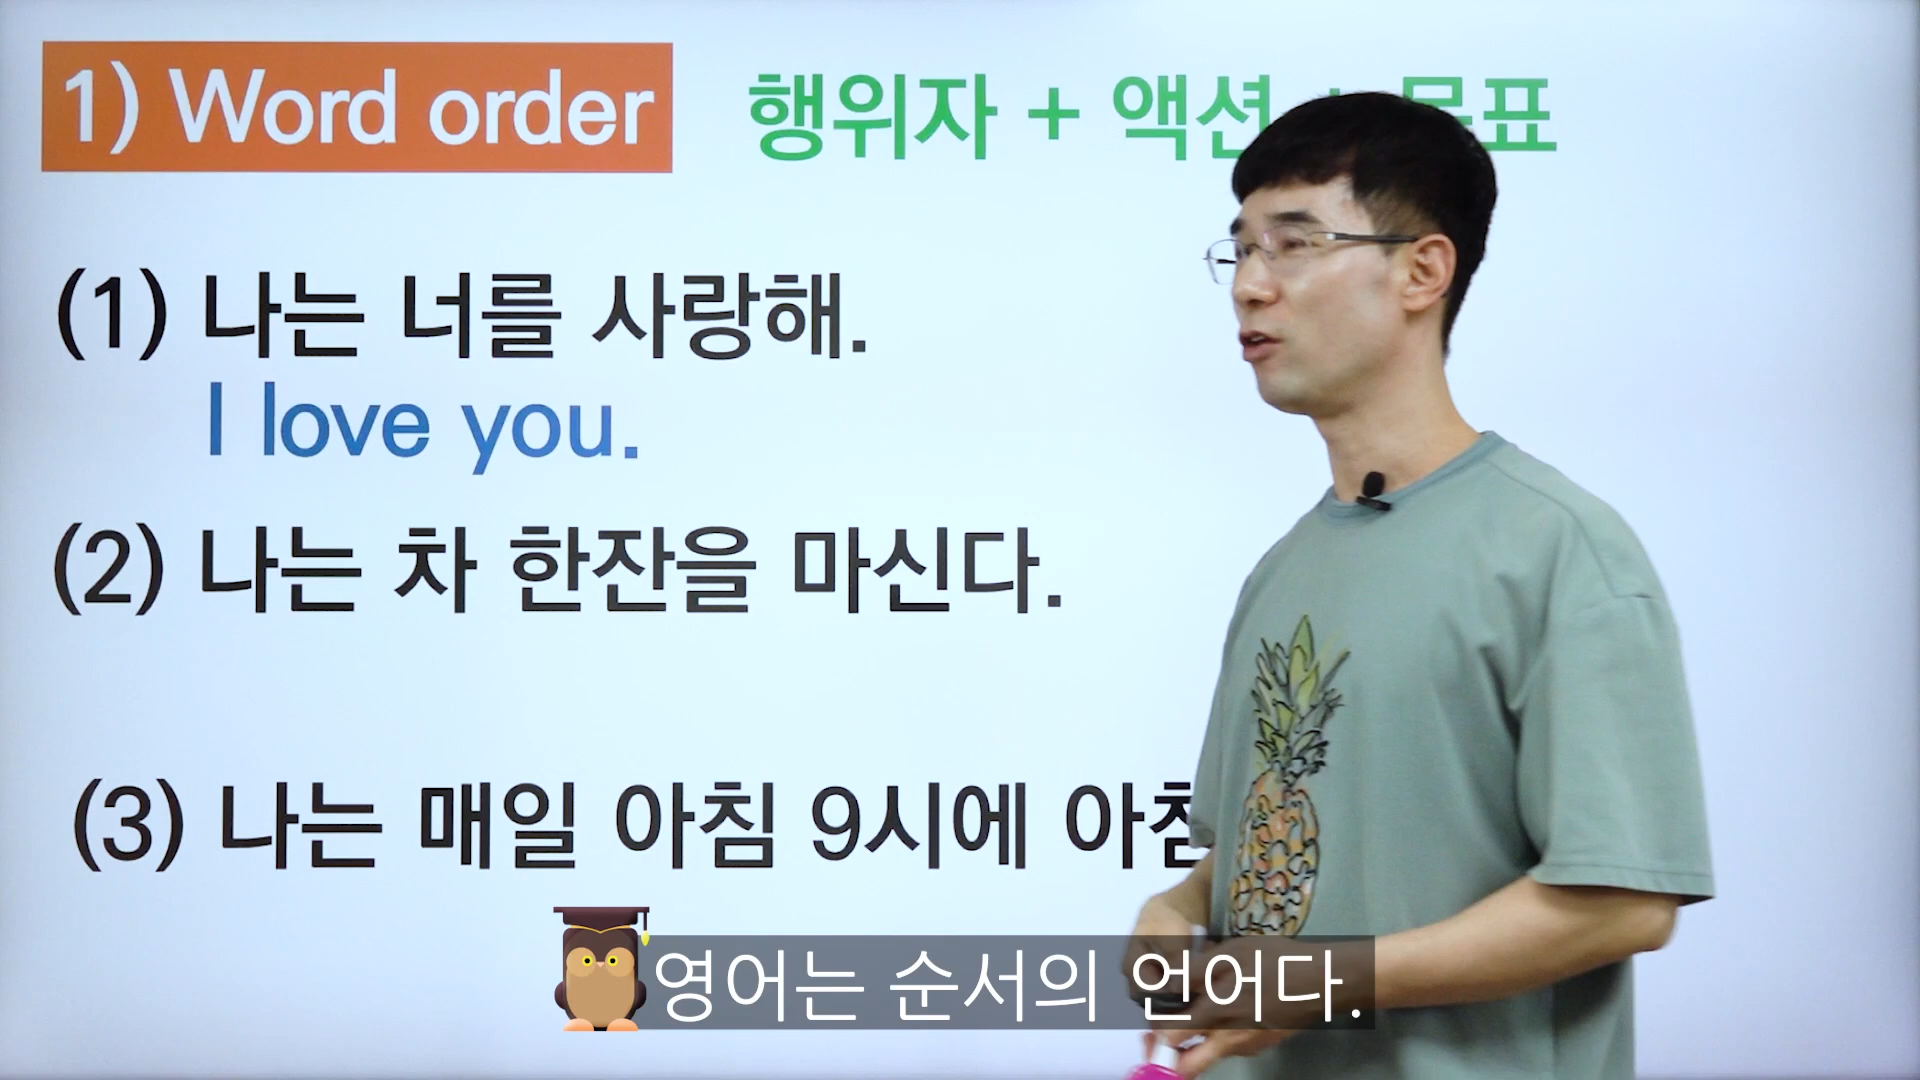 1) Word order 행위자 + 액션
(1) 나는 너를 사랑해.
I love you.
(2) 나는 차 한잔을 마신다.
(3) 나는 매일 아침 9시에
영어는 순서의 언어다.